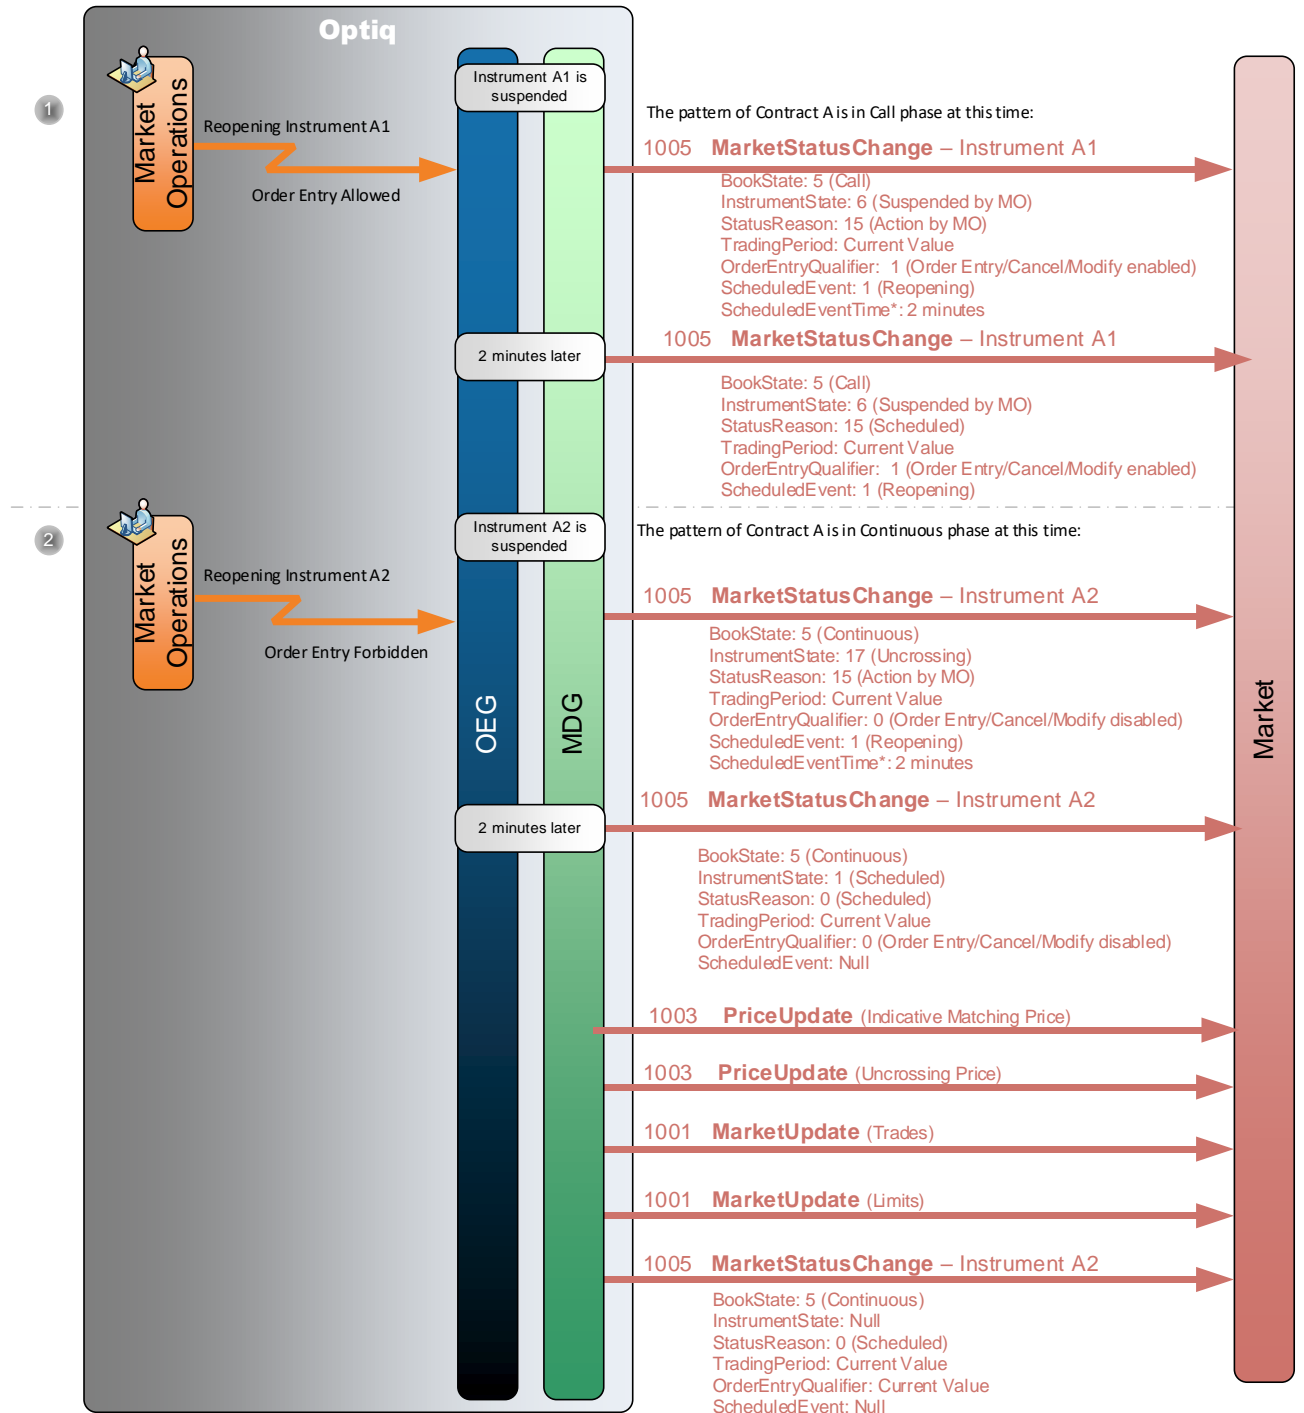 Optiq
1
Market
Operations
Reopening Instrument A1
Order Entry Allowed
Instrument A1 is
suspended
The pattern of Contract A is in Call phase at this time:
1005 MarketStatusChange – Instrument A1
BookState: 5 (Call)
InstrumentState: 6 (Suspended by MO)
StatusReason: 15 (Action by MO)
TradingPeriod: Current Value
OrderEntryQualifier: 1 (Order Entry/Cancel/Modify enabled)
ScheduledEvent: 1 (Reopening)
ScheduledEventTime*: 2 minutes
2 minutes later
1005 MarketStatusChange – Instrument A1
BookState: 5 (Call)
InstrumentState: 6 (Suspended by MO)
StatusReason: 15 (Scheduled)
TradingPeriod: Current Value
OrderEntryQualifier: 1 (Order Entry/Cancel/Modify enabled)
ScheduledEvent: 1 (Reopening)
2
Market
Operations
Reopening Instrument A2
Order Entry Forbidden
Instrument A2 is
suspended
The pattern of Contract A is in Continuous phase at this time:
1005 MarketStatusChange – Instrument A2
BookState: 5 (Continuous)
InstrumentState: 17 (Uncrossing)
StatusReason: 15 (Action by MO)
TradingPeriod: Current Value
OrderEntryQualifier: 0 (Order Entry/Cancel/Modify disabled)
ScheduledEvent: 1 (Reopening)
ScheduledEventTime*: 2 minutes
OEG
MDG
Market
2 minutes later
1005 MarketStatusChange – Instrument A2
BookState: 5 (Continuous)
InstrumentState: 1 (Scheduled)
StatusReason: 0 (Scheduled)
TradingPeriod: Current Value
OrderEntryQualifier: 0 (Order Entry/Cancel/Modify disabled)
ScheduledEvent: Null
1003 PriceUpdate (Indicative Matching Price)
1003 PriceUpdate (Uncrossing Price)
1001 MarketUpdate (Trades)
1001 MarketUpdate (Limits)
1005 MarketStatusChange – Instrument A2
BookState: 5 (Continuous)
InstrumentState: Null
StatusReason: 0 (Scheduled)
TradingPeriod: Current Value
OrderEntryQualifier: Current Value
ScheduledEvent: Null